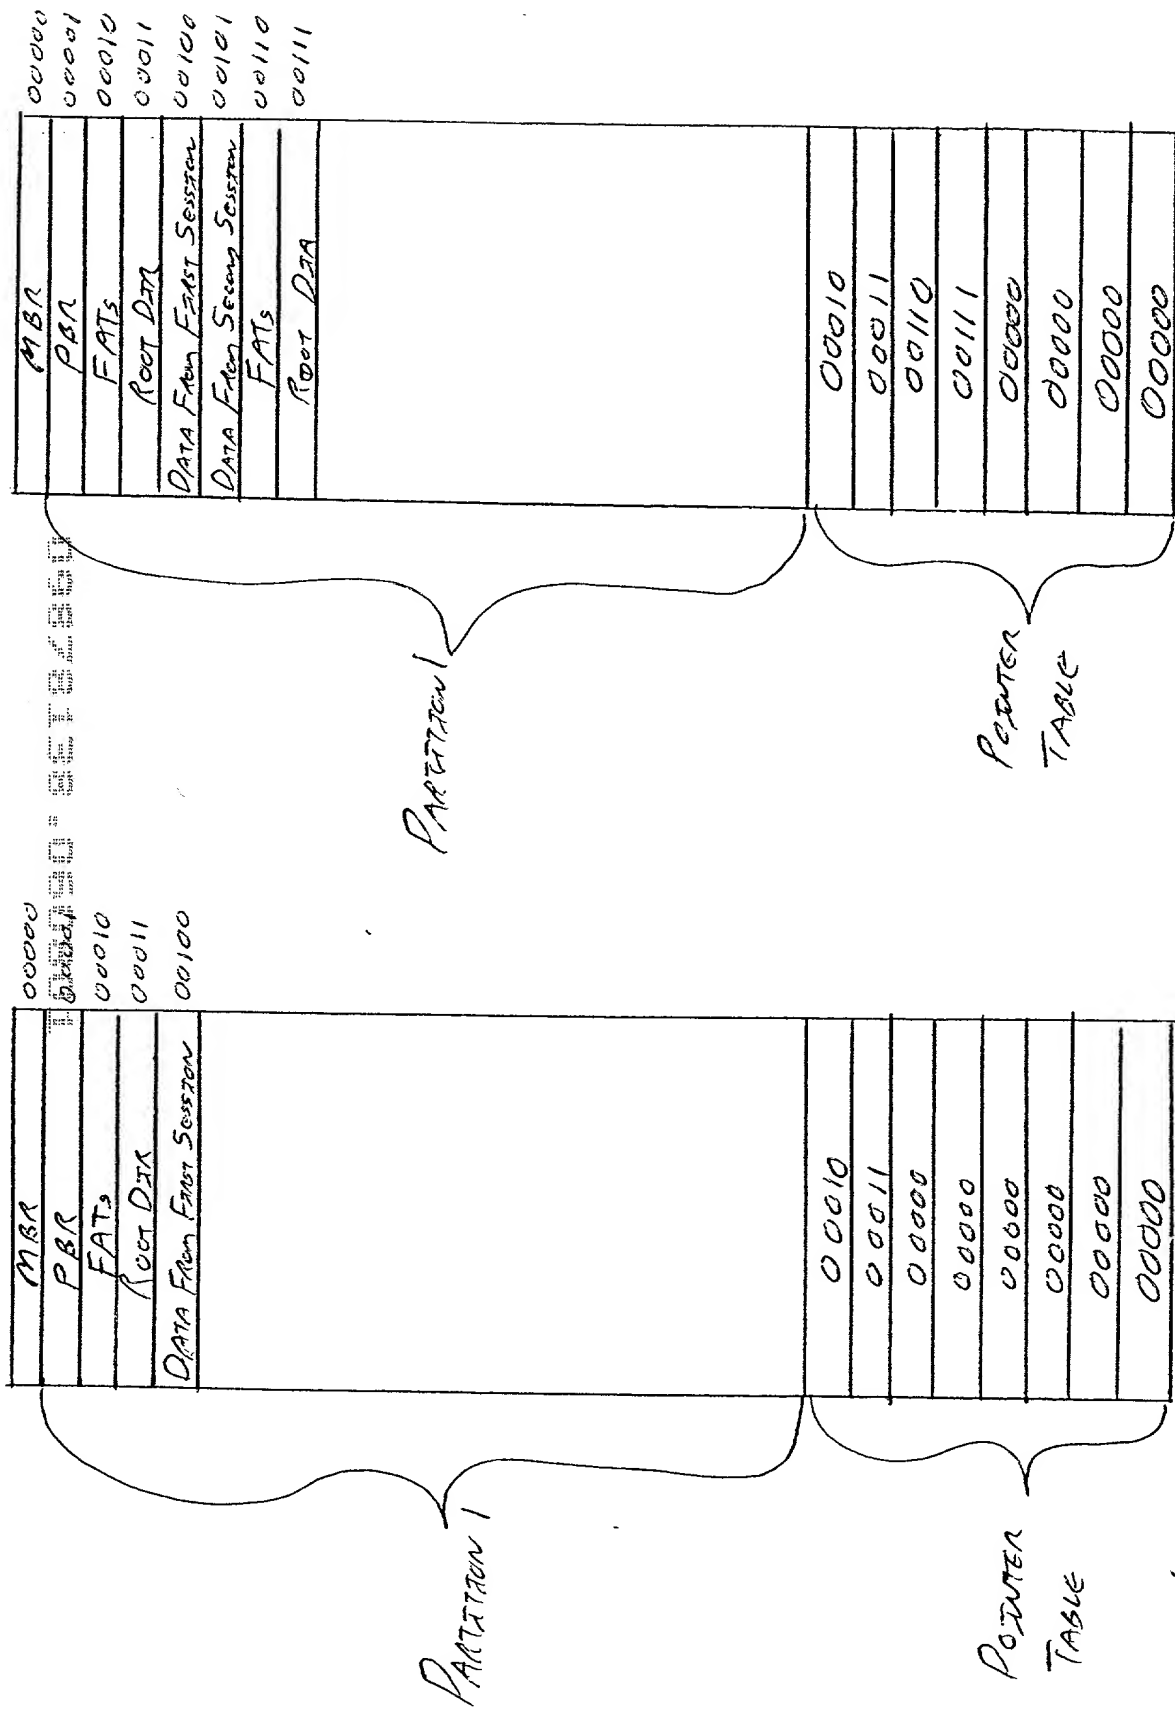 MBR 00000
PBR 00001
FATs 00010
ROOT DIR 00011
DATA FROM FIRST SESSION 00100
PARTITION 1
00010
00011
00000
00000
00000
00000
00000
00000
POINTER
TABLE
MBR 00000
PBR 00001
FATs 00010
ROOT DIR 00011
DATA FROM FIRST SESSION 00100
DATA FROM SECOND SESSION 00101
FATs 00110
ROOT DIR 00111
PARTITION 1
00010
00011
00110
00111
00000
00000
00000
00000
POINTER
TABLE